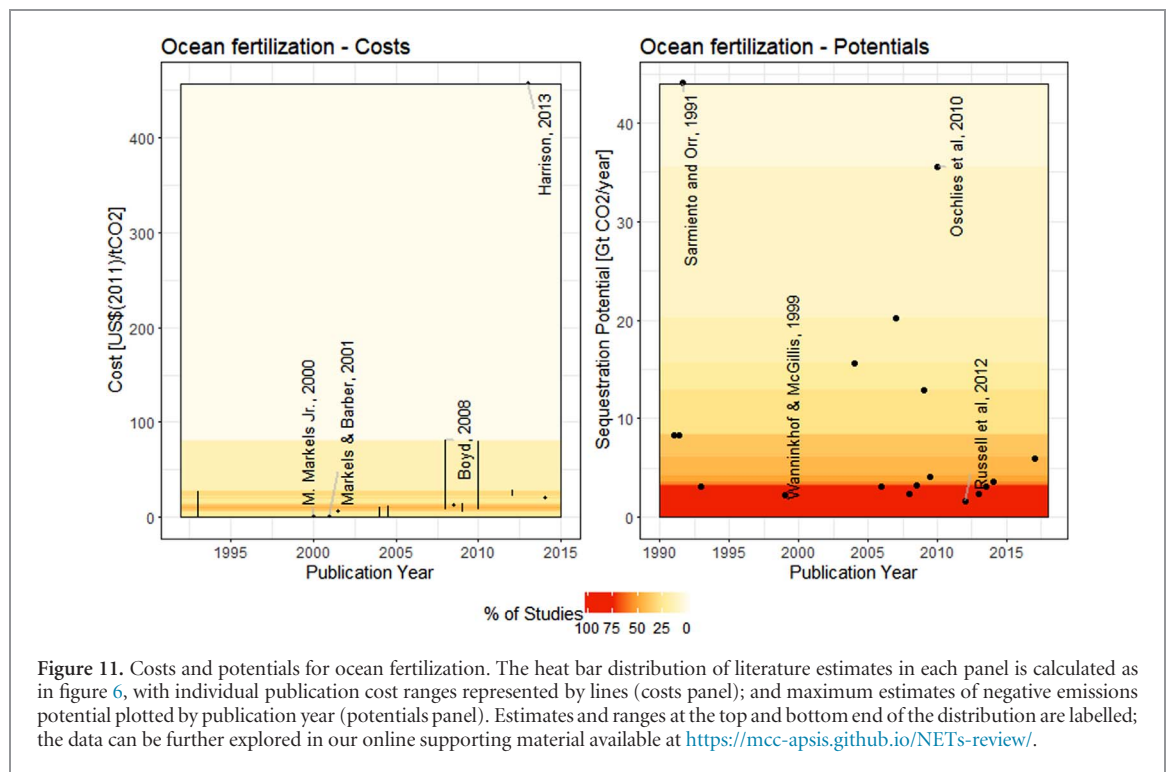 Ocean fertilization - Costs
Cost [US$(2011)/tCO2]
400
300
200
100
0
Harrison, 2013
M. Markels Jr., 2000
Markels & Barber, 2001
Boyd, 2008
1995
2000
2005
2010
2015
Publication Year
Ocean fertilization - Potentials
Sequestration Potential [Gt CO2/year]
40
30
20
10
0
Sarmiento and Orr, 1991
Oschlies et al, 2010
Wanninkhof & McGillis, 1999
Russell et al, 2012
1990
1995
2000
2005
2010
2015
Publication Year
% of Studies
100 75 50 25 0
Figure 11. Costs and potentials for ocean fertilization. The heat bar distribution of literature estimates in each panel is calculated as
in figure 6, with individual publication cost ranges represented by lines (costs panel); and maximum estimates of negative emissions
potential plotted by publication year (potentials panel). Estimates and ranges at the top and bottom end of the distribution are labelled;
the data can be further explored in our online supporting material available at https://mcc-apsis.github.io/NETs-review/.